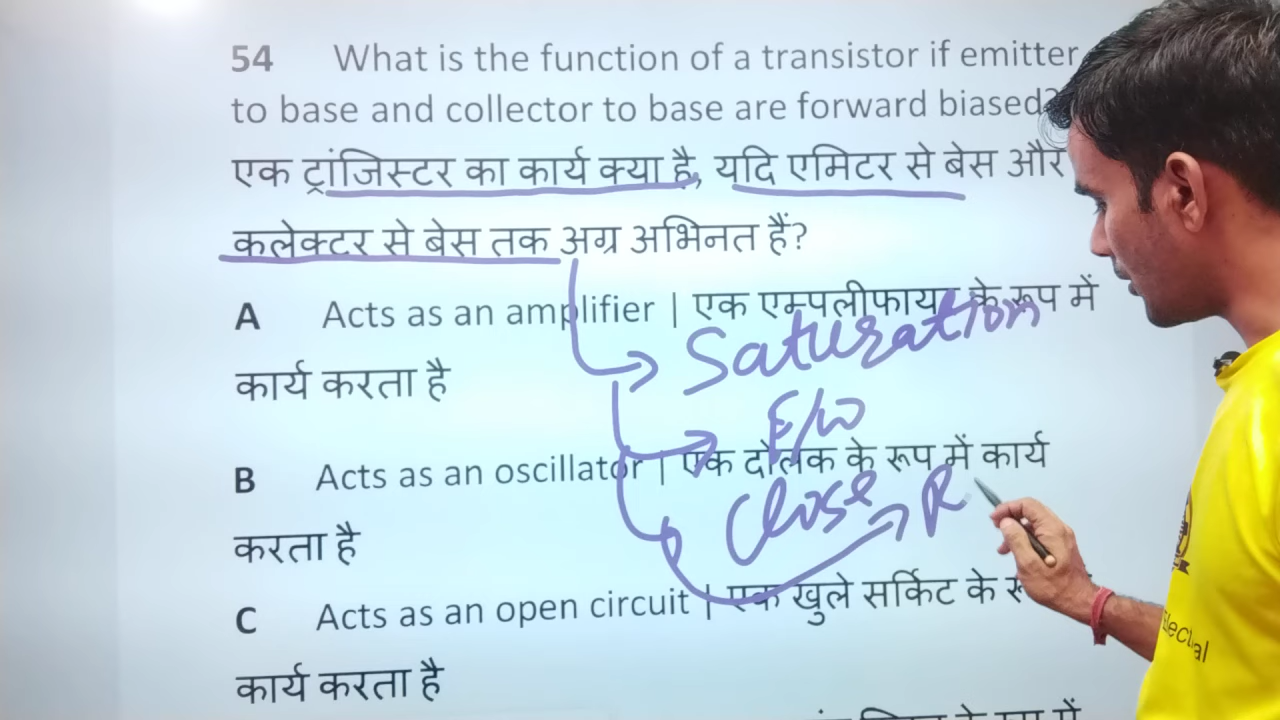 54 What is the function of a transistor if emitter
to base and collector to base are forward biased?
एक ट्रांजिस्टर का कार्य क्या है, यदि एमिटर से बेस और
कलेक्टर से बेस तक अग्र अभिनत हैं?
A Acts as an amplifier | एक एम्पलीफायर के रूप में
Saturation
कार्य करता है
F/W
B Acts as an oscillator | एक दोलक के रूप में कार्य
Close R
करता है
C Acts as an open circuit | एक खुले सर्किट के
कार्य करता है